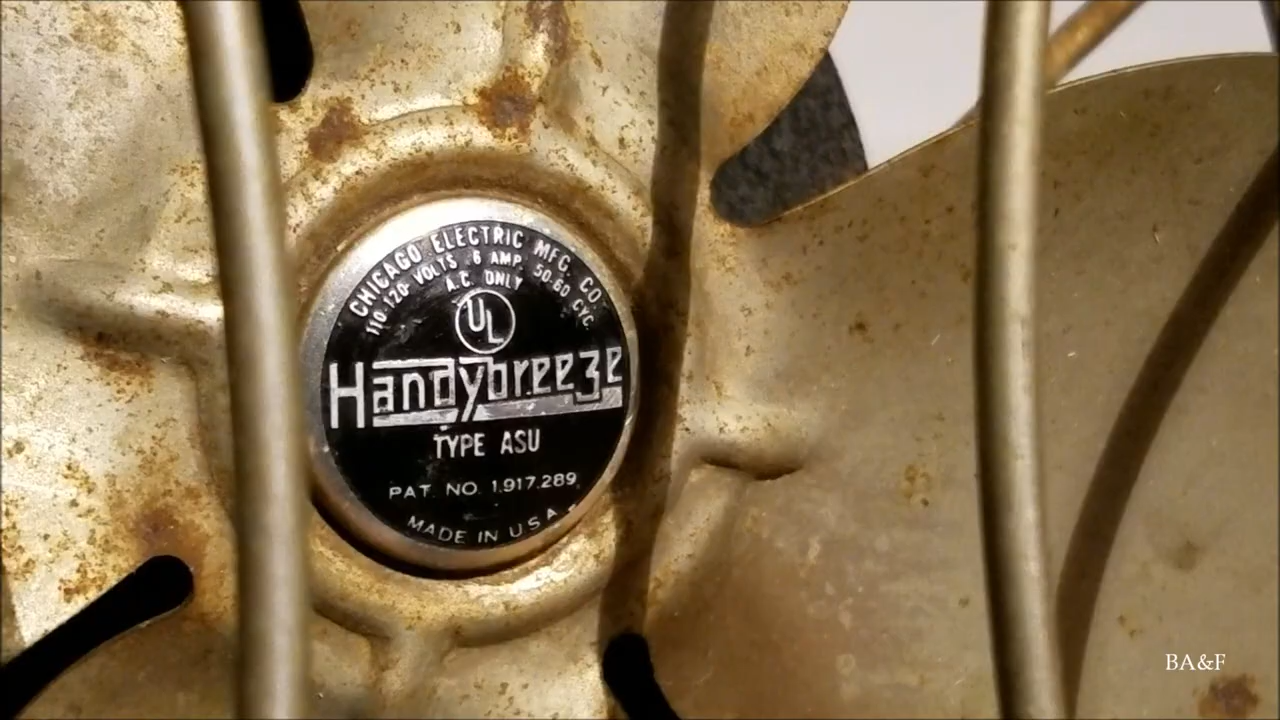 CHICAGO ELECTRIC MFG. CO.
110-120 VOLTS .6 AMP. 50-60 CYC.
A.C. ONLY
UL
Handybreeze
TYPE ASU
PAT. NO. 1,917,289
MADE IN U.S.A.
BA&F